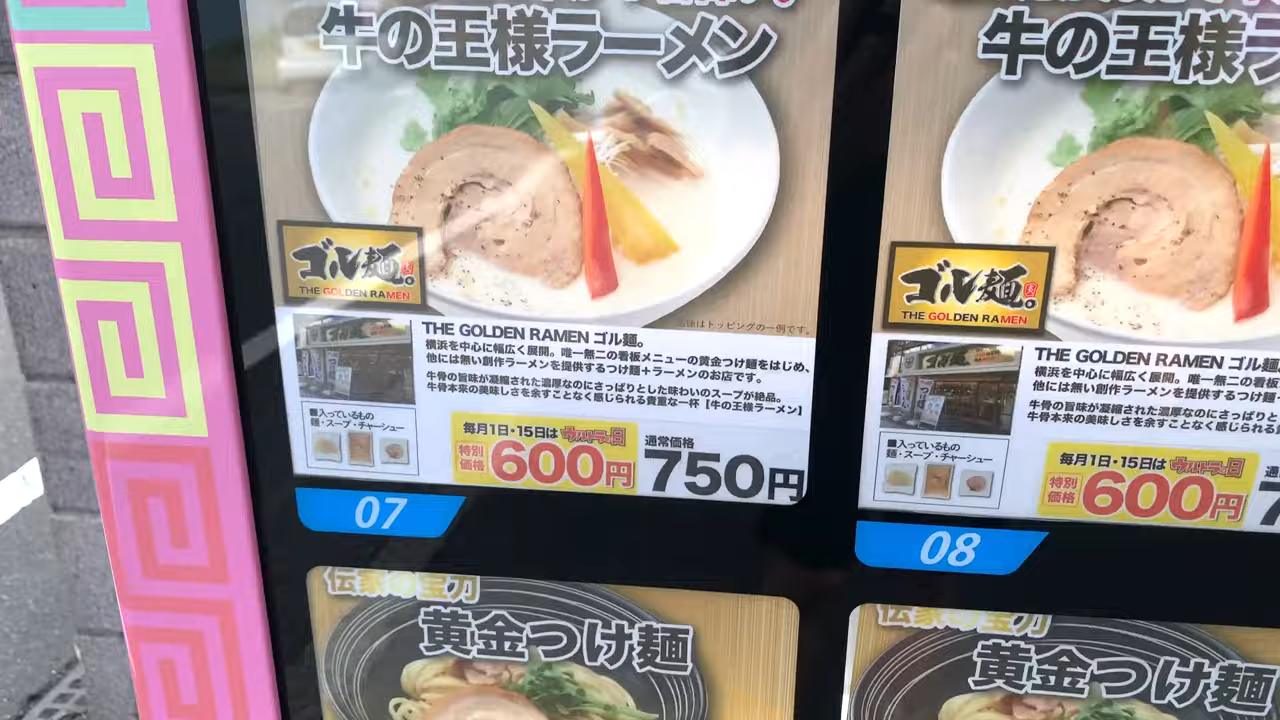 牛の王様ラーメン
ゴル麺。
THE GOLDEN RAMEN
はトッピングの一例です。
THE GOLDEN RAMEN ゴル麺。
横浜を中心に幅広く展開。唯一無二の看板メニューの黄金つけ麺をはじめ、
他には無い創作ラーメンを提供するつけ麺+ラーメンのお店です。
牛骨の旨味が凝縮された濃厚なのにさっぱりとした味わいのスープが絶品。
牛骨本来の美味しさを余すことなく感じられる貴重な一杯【牛の王様ラーメン】
■入っているもの
麺・スープ・チャーシュー
毎月1日・15日はウルトラの日
特別価格 600円
通常価格
750円
07
牛の王様ラ
ゴル麺。
THE GOLDEN RAMEN
THE GOLDEN RAMEN ゴル麺
横浜を中心に幅広く展開。唯一無二の看板
他には無い創作ラーメンを提供するつけ麺
牛骨の旨味が凝縮された濃厚なのにさっぱりと
牛骨本来の美味しさを余すことなく感じられる
■入っているもの
麺・スープ・チャーシュー
毎月1日・15日はウルトラの日
特別価格 600円
08
伝家の宝刀
黄金つけ麺
伝家の宝刀
黄金つけ麺